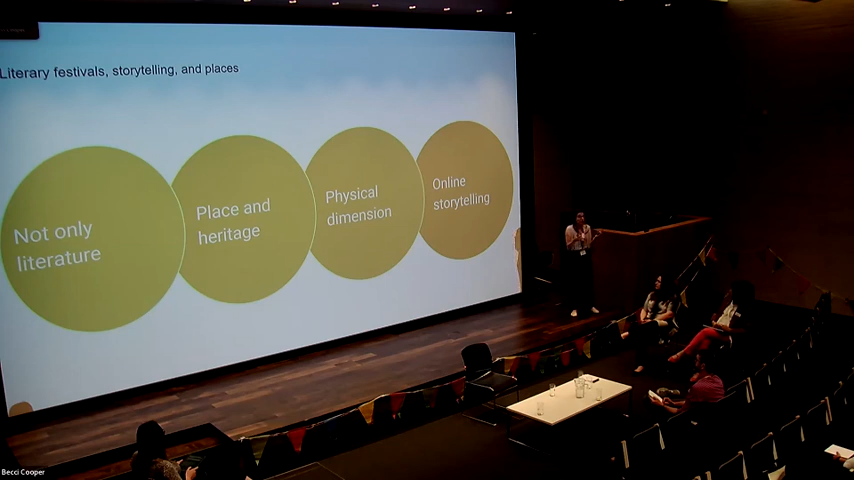 Literary festivals, storytelling, and places
Not only
literature
Place and
heritage
Physical
dimension
Online
storytelling
Becci Cooper